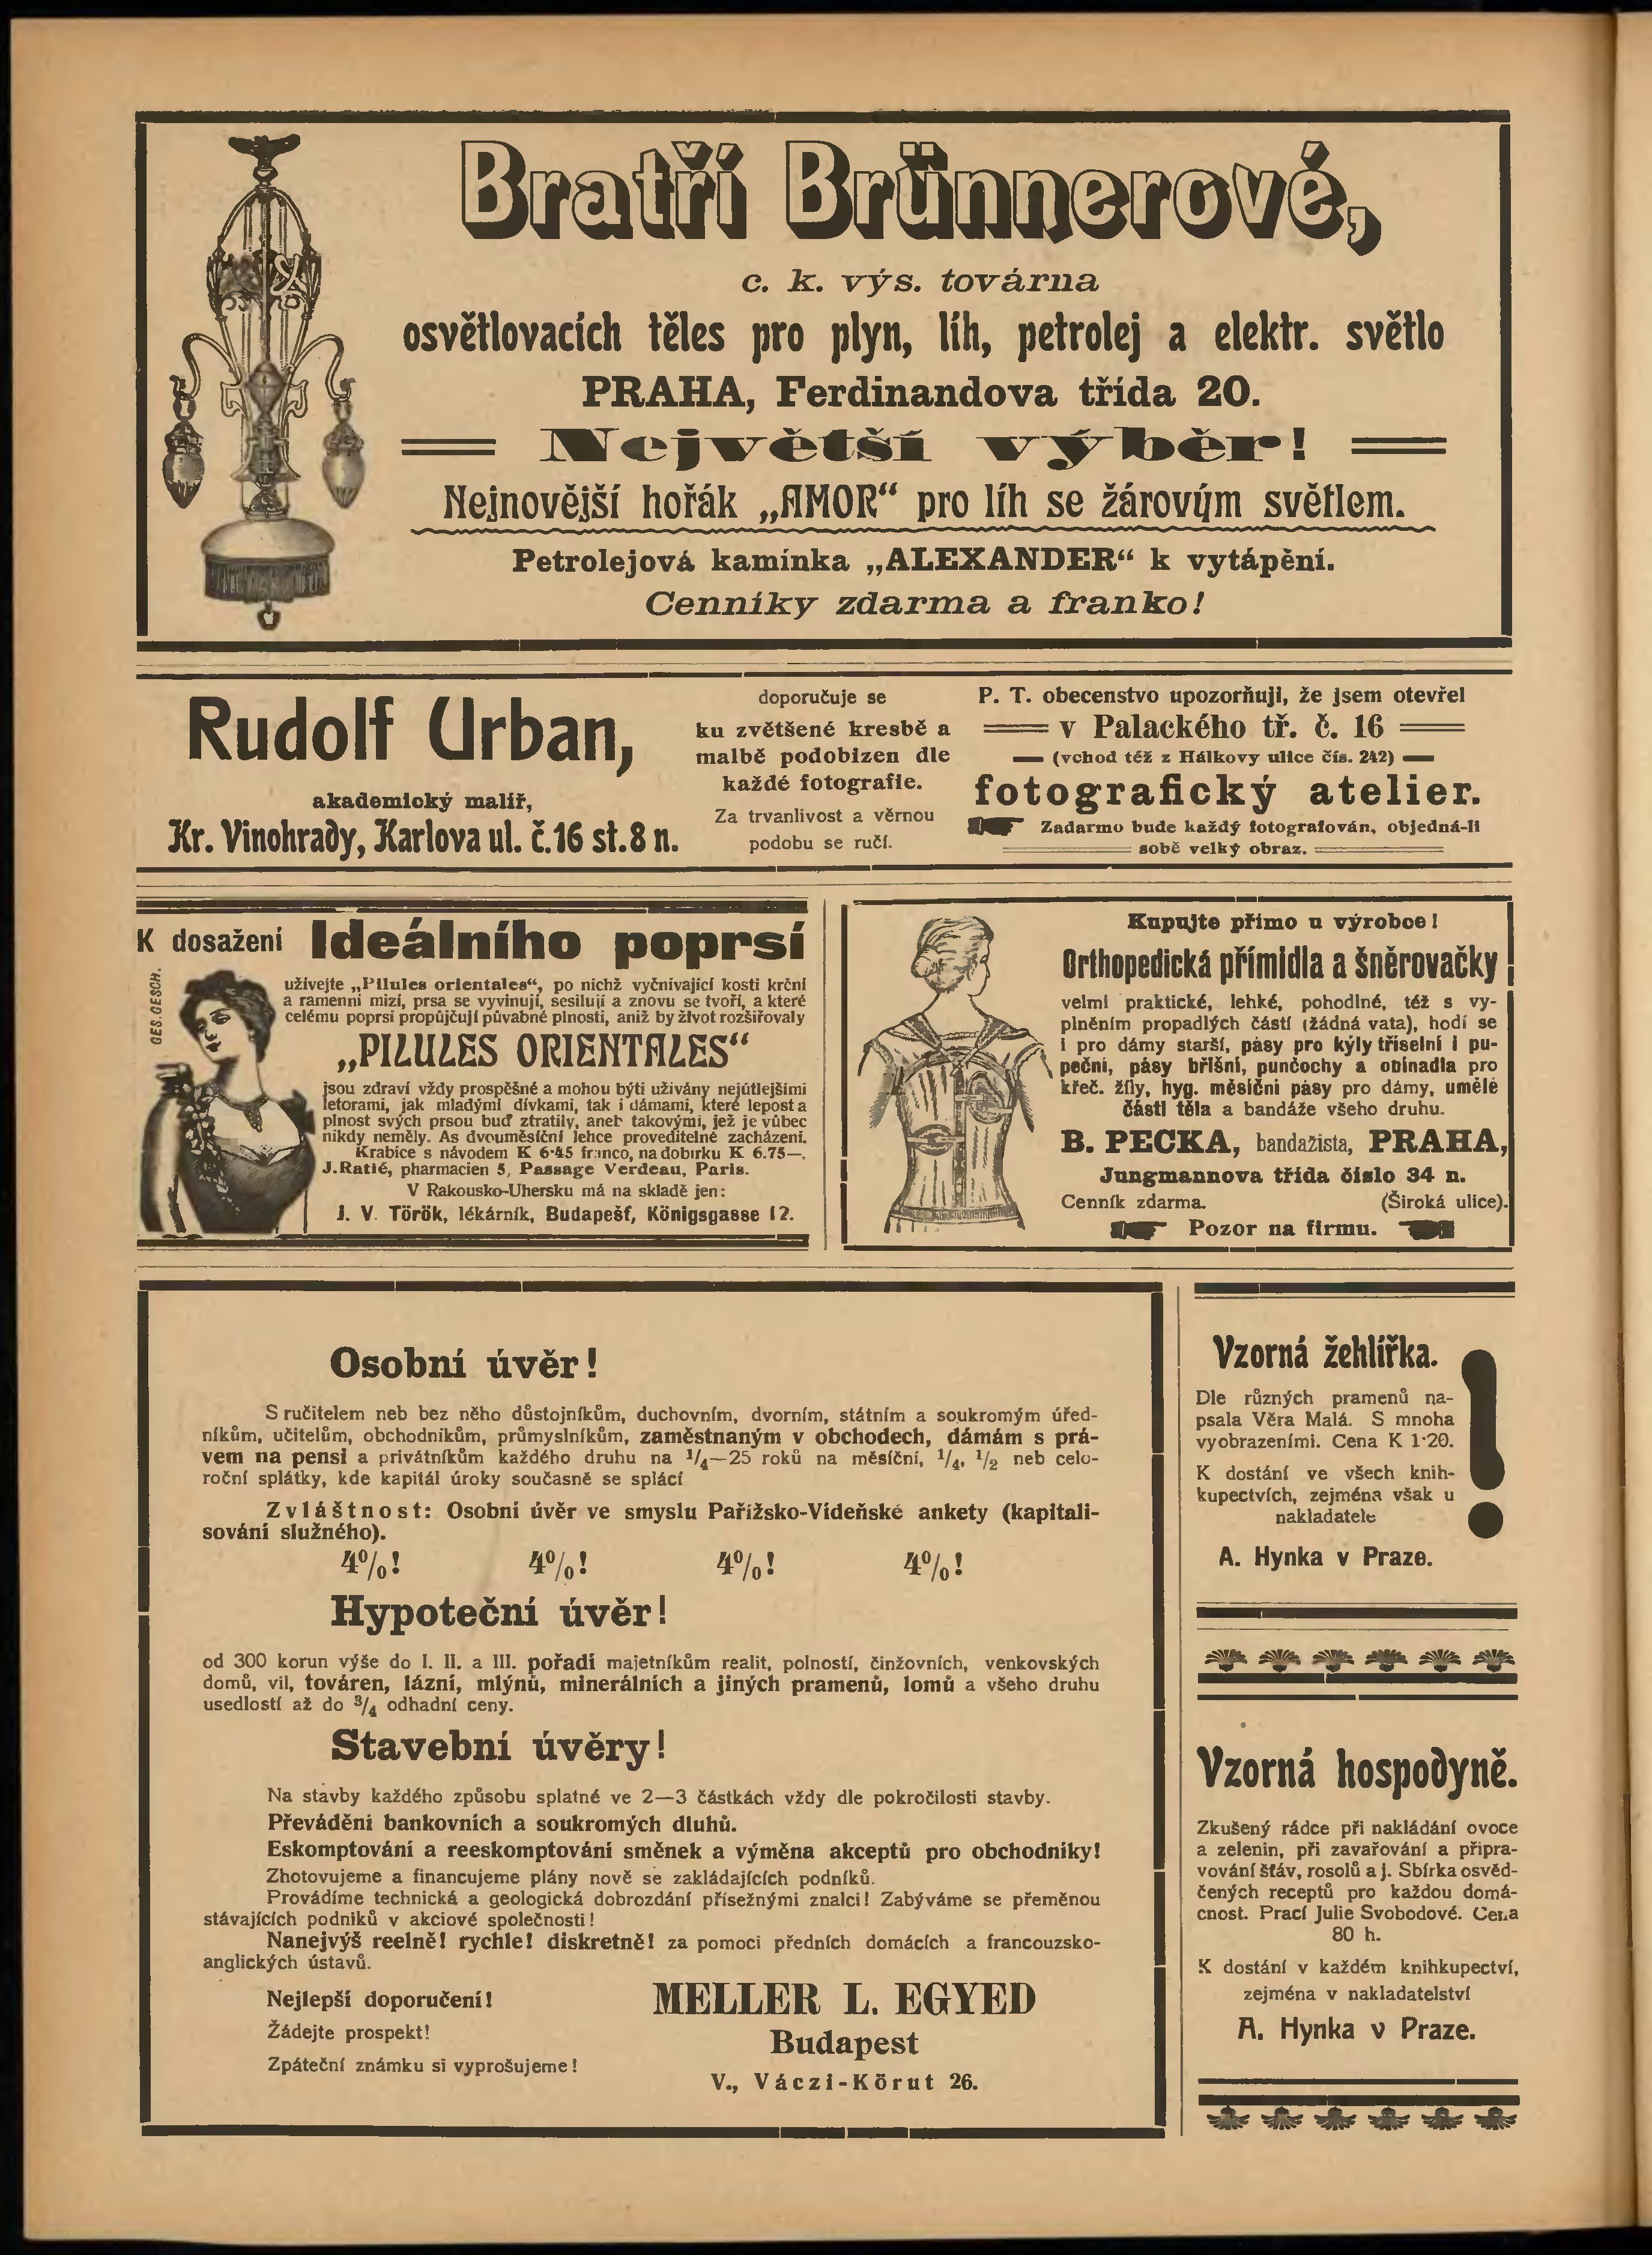 Bratří Brünnerové,
c. k. výs. továrna
osvětlovacích těles pro plyn, líh, petrolej a elektr. světlo
PRAHA, Ferdinandova třída 20.
Největší výběr!
Nejnovější hořák „AMOR“ pro líh se žárovým světlem.
Petrolejová kamínka „ALEXANDER“ k vytápění.
Cenníky zdarma a franko!
Rudolf Urban,
akademický malíř,
Kr. Vinohrady, Karlova ul. č.16 st.8 n.
doporučuje se
ku zvětšené kresbě a
malbě podobizen dle
každé fotografie.
Za trvanlivost a věrnou
podobu se ručí.
P. T. obecenstvo upozorňuji, že jsem otevřel
v Palackého tř. č. 16
(vchod též z Hálkovy ulice čís. 242)
fotografický atelier.
Zadarmo bude každý fotografován, objedná-li
sobě velký obraz.
K dosažení Ideálního poprsí
GES. GESCH.
užívejte „Pilules orientales“, po nichž vyčnívající kosti krční
a ramenní mizí, prsa se vyvinují, sesilují a znovu se tvoří, a které
celému poprsí propůjčují půvabné plnosti, aniž by život rozšiřovaly
„PILULES ORIENTALES“
jsou zdraví vždy prospěšné a mohou býti užívány nejútlejšími
letorami, jak mladými dívkami, tak i dámami, které lepost a
plnost svých prsou buď ztratily, aneb takovými, jež je vůbec
nikdy neměly. As dvouměsíční lehce proveditelné zacházení.
Krabice s návodem K 6·45 franco, na dobírku K 6.75—.
J. Ratié, pharmacien 5, Passage Verdeau, Paris.
V Rakousko-Uhersku má na skladě jen:
J. V. Török, lékárník, Budapešť, Königsgasse 12.
Kupujte přímo u výrobce!
Orthopedická přímidla a šněrovačky!
velmi praktické, lehké, pohodlné, též s vy-
plněním propadlých částí (žádná vata), hodí se
i pro dámy starší, pásy pro kýly tříselní i pu-
peční, pásy břišní, punčochy a obinadla pro
křeč. žíly, hyg. měsíční pásy pro dámy, umělé
části těla a bandáže všeho druhu.
B. PECKA, bandažista, PRAHA,
Jungmannova třída číslo 34 n.
Cenník zdarma. (Široká ulice).
Pozor na firmu.
Osobní úvěr!
S ručitelem neb bez něho důstojníkům, duchovním, dvorním, státním a soukromým úřed-
níkům, učitelům, obchodníkům, průmyslníkům, zaměstnaným v obchodech, dámám s prá-
vem na pensi a privátníkům každého druhu na 1/4—25 roků na měsíční, 1/4, 1/2 neb celo-
roční splátky, kde kapitál úroky současně se splácí
Zvláštnost: Osobní úvěr ve smyslu Pařížsko-Vídeňské ankety (kapitali-
sování služného).
4%! 4%! 4%! 4%!
Hypoteční úvěr!
od 300 korun výše do I. II. a III. pořadí majetníkům realit, polností, činžovních, venkovských
domů, vil, továren, lázní, mlýnů, minerálních a jiných pramenů, lomů a všeho druhu
usedlostí až do 3/4 odhadní ceny.
Stavební úvěry!
Na stavby každého způsobu splatné ve 2—3 částkách vždy dle pokročilosti stavby.
Převádění bankovních a soukromých dluhů.
Eskomptování a reeskomptování směnek a výměna akceptů pro obchodníky!
Zhotovujeme a financujeme plány nově se zakládajících podniků.
Provádíme technická a geologická dobrozdání přísežnými znalci! Zabýváme se přeměnou
stávajících podniků v akciové společnosti!
Nanejvýš reelně! rychle! diskretně! za pomoci předních domácích a francouzsko-
anglických ústavů.
Nejlepší doporučení!
Žádejte prospekt!
Zpáteční známku si vyprošujeme!
MELLER L. EGYED
Budapest
V., Váczi-Körut 26.
Vzorná žehlířka.
Dle různých pramenů na-
psala Věra Malá. S mnoha
vyobrazeními. Cena K 1·20.
K dostání ve všech knih-
kupectvích, zejména však u
nakladatele
A. Hynka v Praze.
!
Vzorná hospodyně.
Zkušený rádce při nakládání ovoce
a zelenin, při zavařování a připra-
vování šťáv, rosolů a j. Sbírka osvěd-
čených receptů pro každou domá-
cnost. Prací Julie Svobodové. Cena
80 h.
K dostání v každém knihkupectví,
zejména v nakladatelství
A. Hynka v Praze.